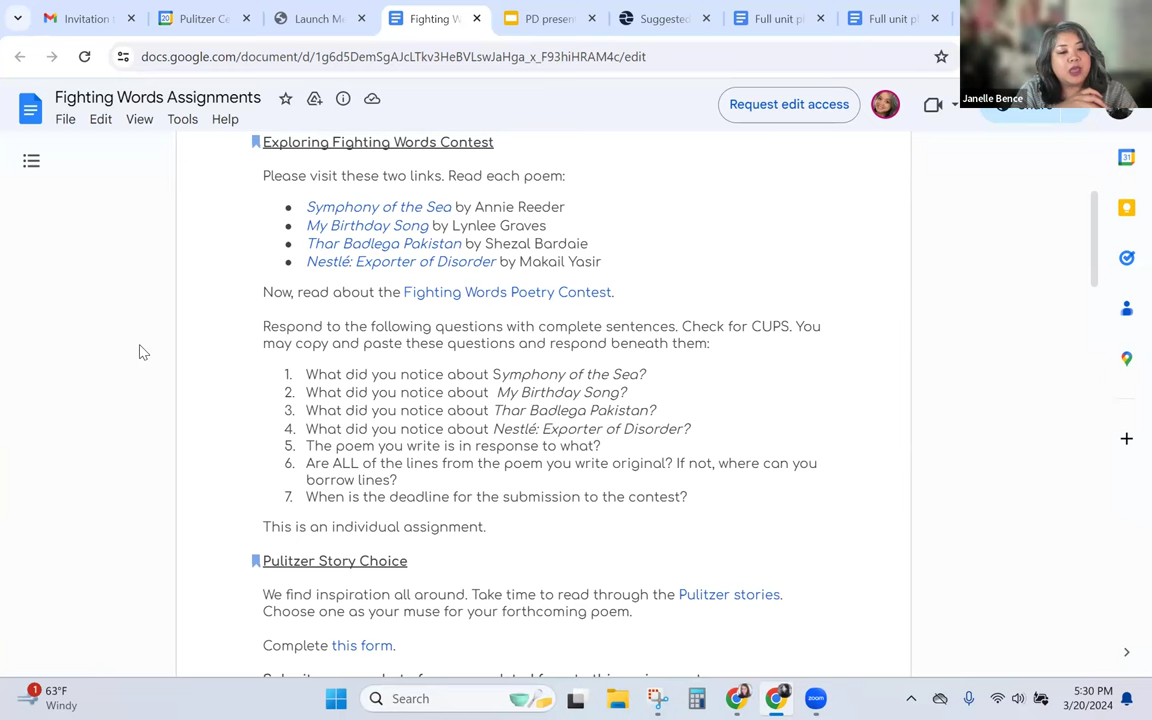 Invitation
Pulitzer Ce
Launch Me
Fighting W
PD presen
Suggested
Full unit p
Full unit p
docs.google.com/document/d/1g6d5DemSgAJcLTkv3HeBVLswJaHga_x_F93hiHRAM4c/edit
Janelle Bence
Fighting Words Assignments
Request edit access
File Edit View Tools Help
Exploring Fighting Words Contest
Please visit these two links. Read each poem:
● Symphony of the Sea by Annie Reeder
● My Birthday Song by Lynlee Graves
● Thar Badlega Pakistan by Shezal Bardaie
● Nestlé: Exporter of Disorder by Makail Yasir
Now, read about the Fighting Words Poetry Contest.
Respond to the following questions with complete sentences. Check for CUPS. You
may copy and paste these questions and respond beneath them:
1. What did you notice about Symphony of the Sea?
2. What did you notice about My Birthday Song?
3. What did you notice about Thar Badlega Pakistan?
4. What did you notice about Nestlé: Exporter of Disorder?
5. The poem you write is in response to what?
6. Are ALL of the lines from the poem you write original? If not, where can you
borrow lines?
7. When is the deadline for the submission to the contest?
This is an individual assignment.
Pulitzer Story Choice
We find inspiration all around. Take time to read through the Pulitzer stories.
Choose one as your muse for your forthcoming poem.
Complete this form.
1
63°F
Windy
Search
5:30 PM
3/20/2024